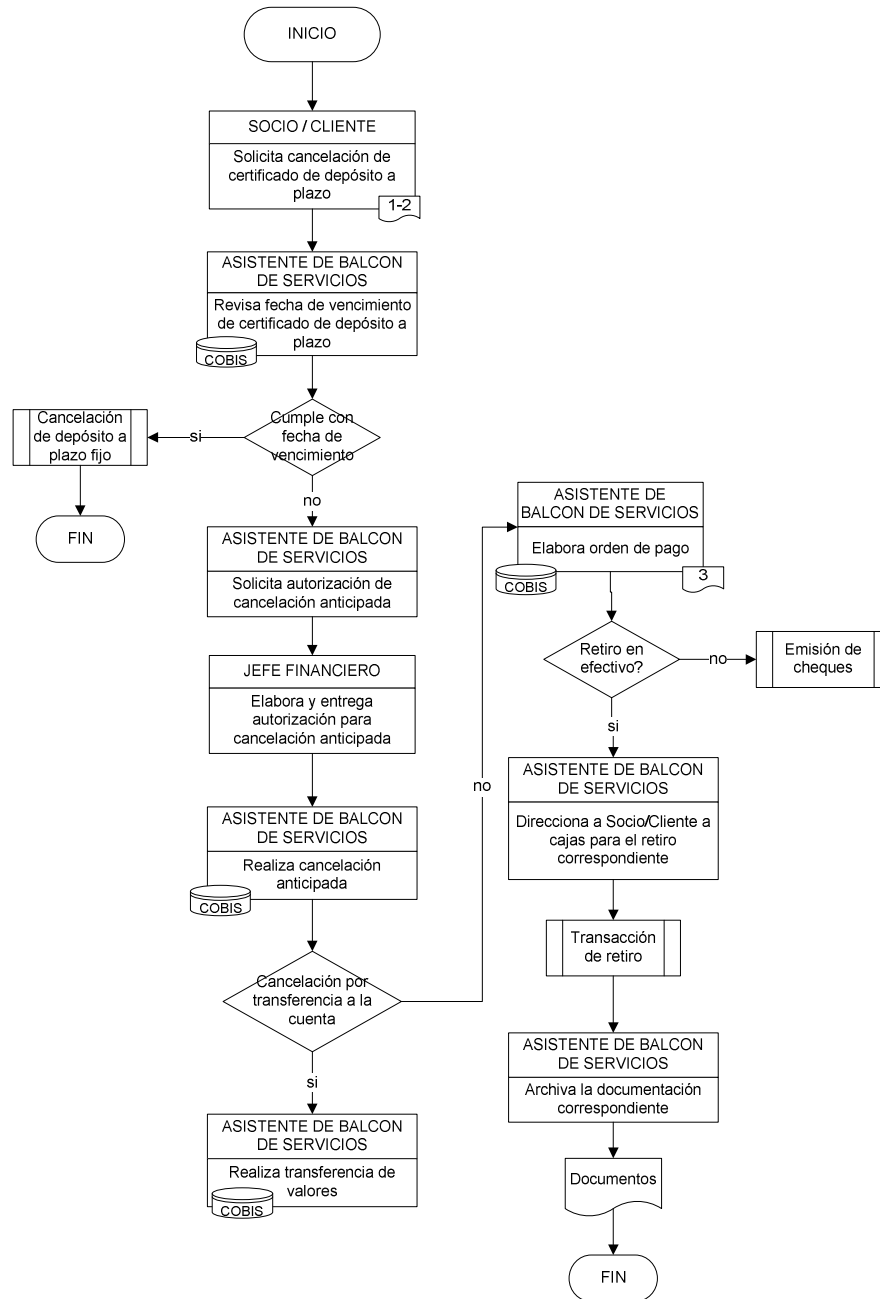 INICIO
SOCIO / CLIENTE
Solicita cancelación de
certificado de depósito a
plazo
1-2
ASISTENTE DE BALCON
DE SERVICIOS
Revisa fecha de vencimiento
de certificado de depósito a
plazo
COBIS
Cumple con
fecha de
vencimiento
si
Cancelación
de depósito a
plazo fijo
FIN
no
ASISTENTE DE BALCON
DE SERVICIOS
Solicita autorización de
cancelación anticipada
JEFE FINANCIERO
Elabora y entrega
autorización para
cancelación anticipada
ASISTENTE DE BALCON
DE SERVICIOS
Realiza cancelación
anticipada
COBIS
Cancelación por
transferencia a la
cuenta
si
ASISTENTE DE BALCON
DE SERVICIOS
Realiza transferencia de
valores
COBIS
no
ASISTENTE DE
BALCON DE SERVICIOS
Elabora orden de pago
COBIS
3
Retiro en
efectivo?
no
Emisión de
cheques
si
ASISTENTE DE BALCON
DE SERVICIOS
Direcciona a Socio/Cliente a
cajas para el retiro
correspondiente
Transacción
de retiro
ASISTENTE DE BALCON
DE SERVICIOS
Archiva la documentación
correspondiente
Documentos
FIN